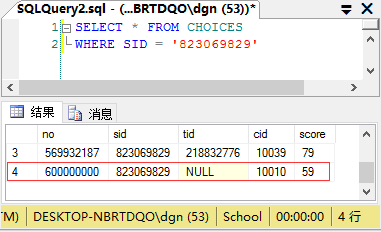 SQLQuery2.sql - (...BRTDQO\dgn (53))*
1 SELECT * FROM CHOICES
2 WHERE SID = '823069829'
结果 消息
no sid tid cid score
3 569932187 823069829 218832776 10039 79
4 600000000 823069829 NULL 10010 59
TM) DESKTOP-NBRTDQO\dgn (53) School 00:00:00 4 行